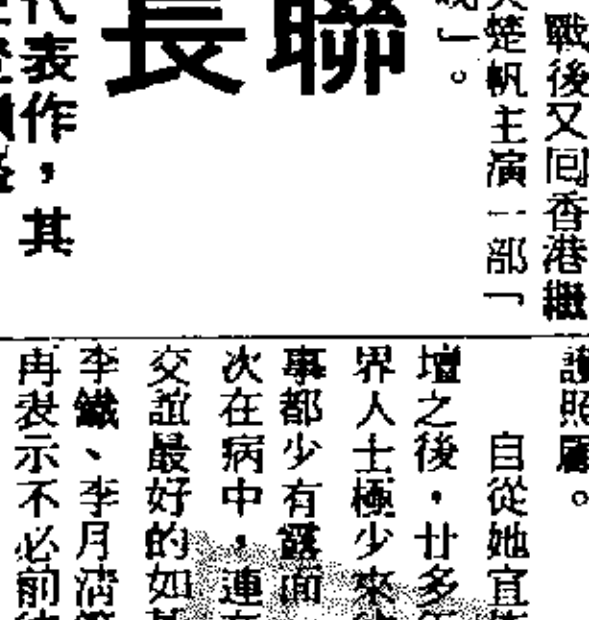 戰後又回香港繼
楚帆主演一部「
」。
聯
長
代表作，其
照顧。
自從她宣
壇之後，廿多
界人士極少來
事都少有露面
次在病中，連
交誼最好的如
李鐵、李月清
再表示不必前